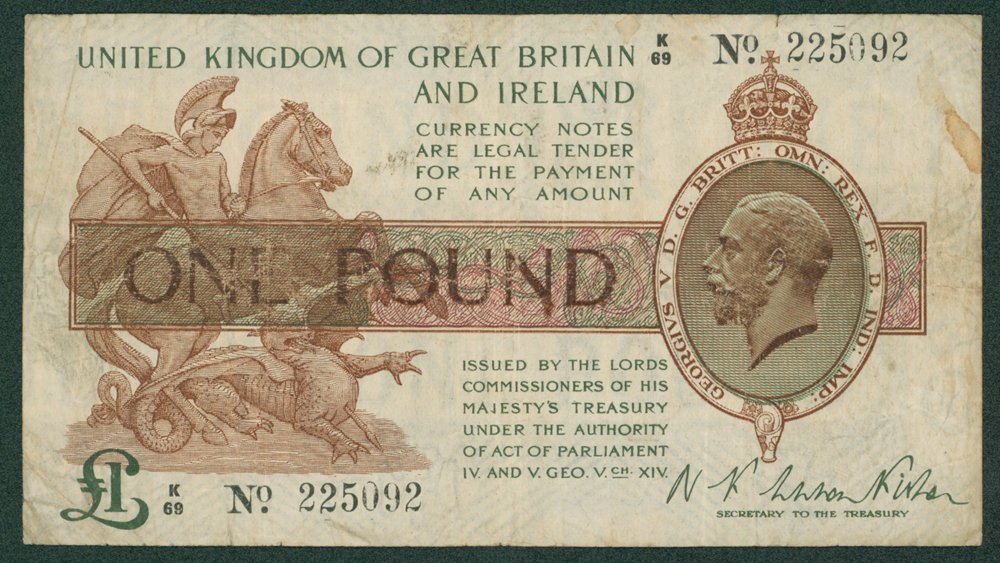 UNITED KINGDOM OF GREAT BRITAIN
AND IRELAND
K
69
Nº 225092
CURRENCY NOTES
ARE LEGAL TENDER
FOR THE PAYMENT
OF ANY AMOUNT
ONE POUND
GEORGIVS V D. G. BRITT: OMN: REX F. D. IND: IMP:
ISSUED BY THE LORDS
COMMISSIONERS OF HIS
MAJESTY'S TREASURY
UNDER THE AUTHORITY
OF ACT OF PARLIAMENT
IV. AND V. GEO. V. CH. XIV.
£1
K
69
Nº 225092
SECRETARY TO THE TREASURY